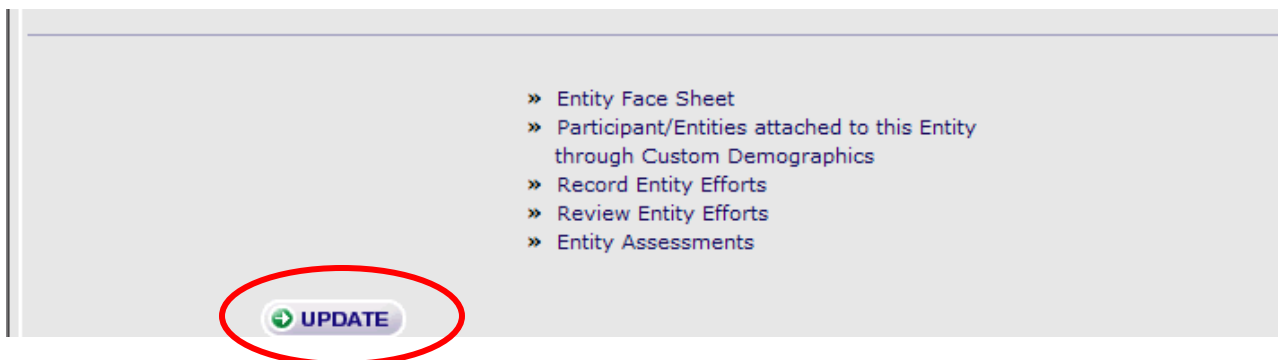 » Entity Face Sheet
» Participant/Entities attached to this Entity
through Custom Demographics
» Record Entity Efforts
» Review Entity Efforts
» Entity Assessments
UPDATE